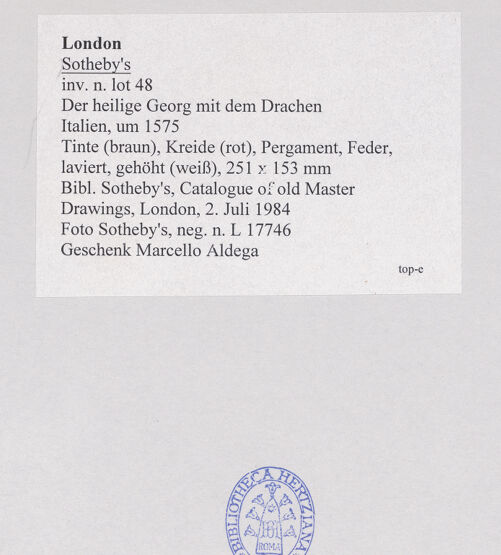 London
Sotheby's
inv. n. lot 48
Der heilige Georg mit dem Drachen
Italien, um 1575
Tinte (braun), Kreide (rot), Pergament, Feder,
laviert, gehöht (weiß), 251 x 153 mm
Bibl. Sotheby's, Catalogue of old Master
Drawings, London, 2. Juli 1984
Foto Sotheby's, neg. n. L 17746
Geschenk Marcello Aldega
top-e
BIBLIOTHECA HERTZIANA
ROMA